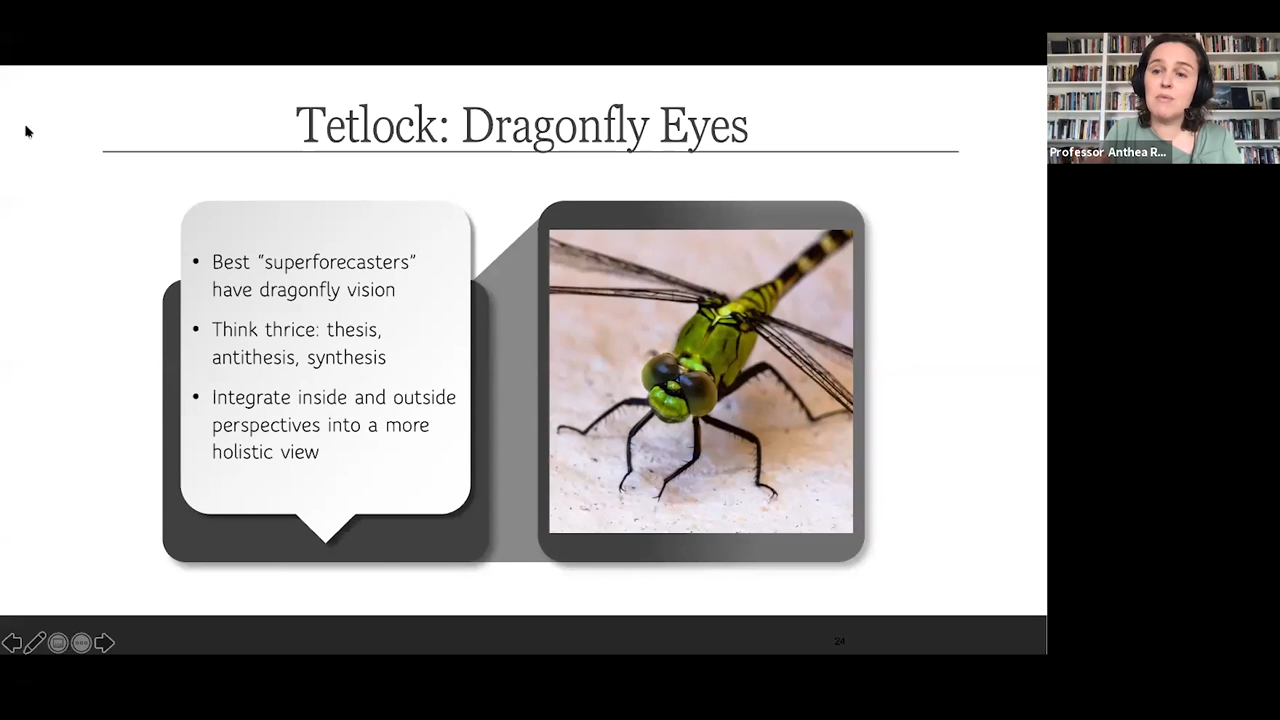 Tetlock: Dragonfly Eyes
• Best “superforecasters”
have dragonfly vision
• Think thrice: thesis,
antithesis, synthesis
• Integrate inside and outside
perspectives into a more
holistic view
24
Professor Anthea R...